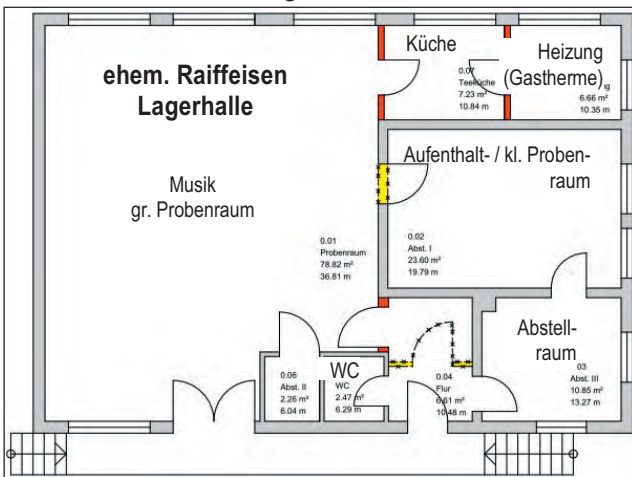 ehem. Raiffeisen
Lagerhalle
Musik
gr. Probenraum
0.01
Probenraum
78.82 m²
36.81 m
Küche
0.07
Teeküche
7.23 m²
10.84 m
Heizung
(Gastherme)
6.66 m²
10.35 m
Aufenthalt- / kl. Proben-
raum
0.02
Abst. I
23.60 m²
19.79 m
Abstell-
raum
03
Abst. III
10.85 m²
13.27 m
0.06
Abst. II
2.26 m²
6.04 m
WC
WC
2.47 m²
6.29 m
0.04
Flur
6.61 m²
10.48 m